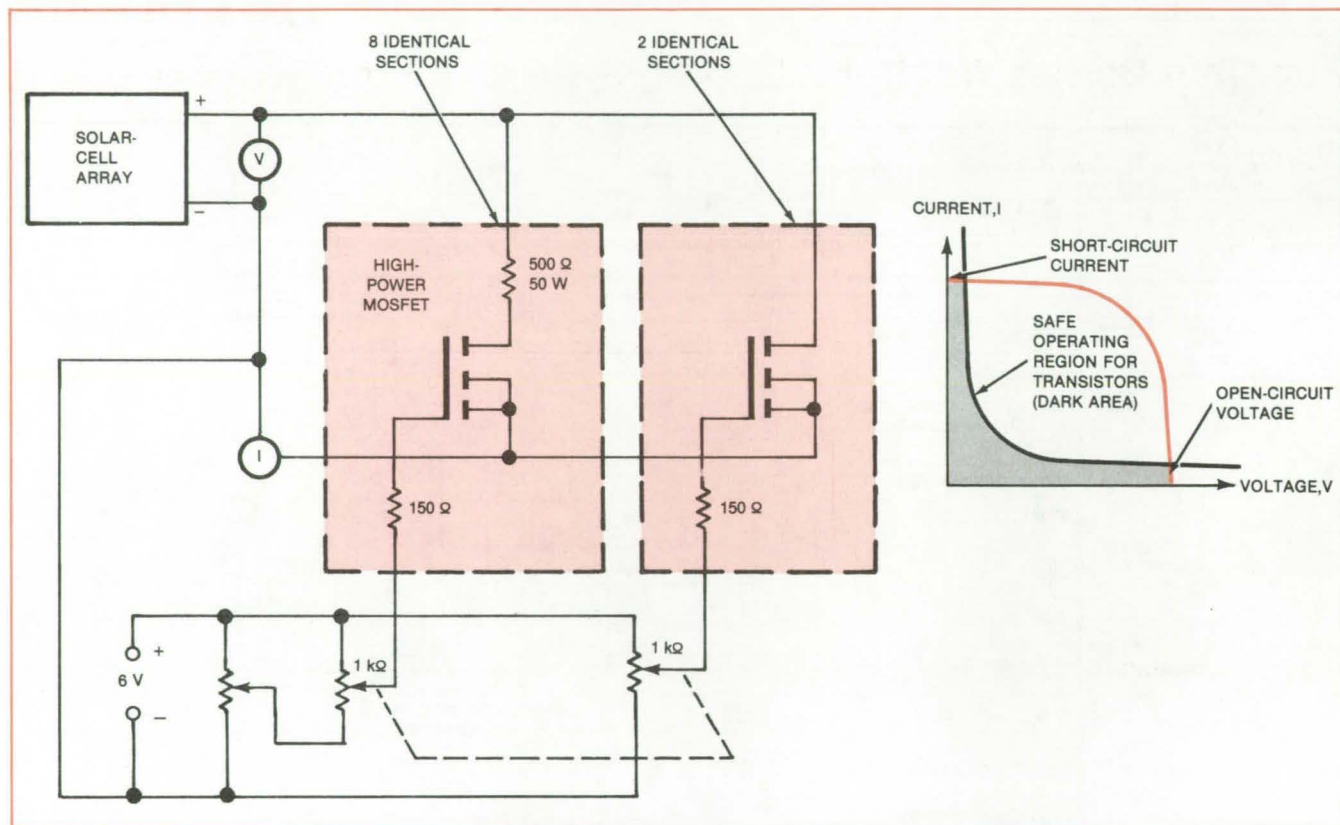 8 IDENTICAL
SECTIONS
2 IDENTICAL
SECTIONS
SOLAR-
CELL
ARRAY
+
−
V
I
HIGH-
POWER
MOSFET
500 Ω
50 W
150 Ω
150 Ω
+
6 V
−
1 kΩ
1 kΩ
CURRENT, I
SHORT-CIRCUIT
CURRENT
SAFE
OPERATING
REGION FOR
TRANSISTORS
(DARK AREA)
OPEN-CIRCUIT
VOLTAGE
VOLTAGE, V